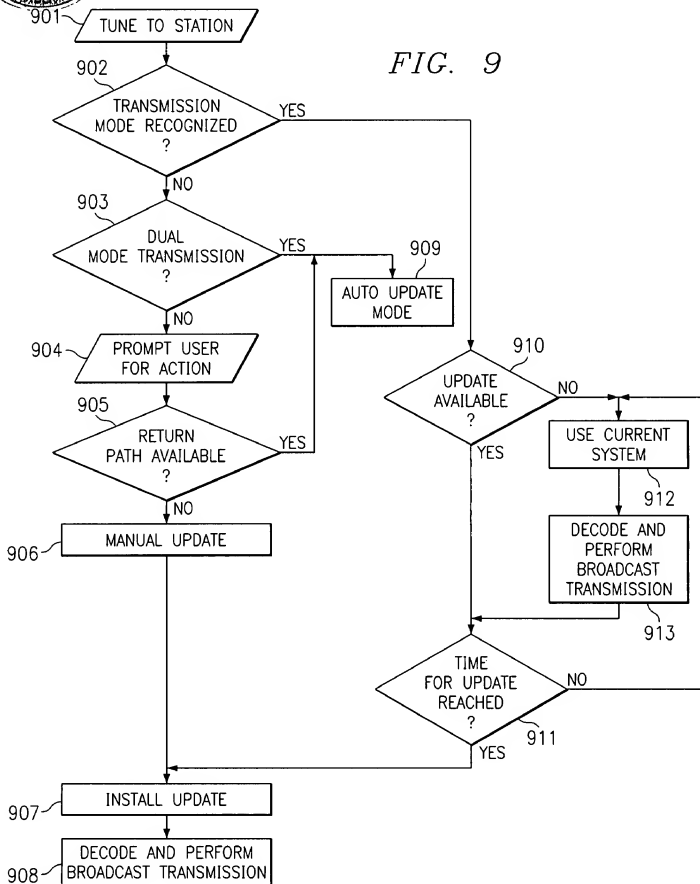 901
TUNE TO STATION
FIG. 9
902
TRANSMISSION
MODE RECOGNIZED
?
YES
NO
903
DUAL
MODE TRANSMISSION
?
YES
NO
909
AUTO UPDATE
MODE
904
PROMPT USER
FOR ACTION
905
RETURN
PATH AVAILABLE
?
YES
NO
906
MANUAL UPDATE
910
UPDATE
AVAILABLE
?
NO
YES
USE CURRENT
SYSTEM
912
DECODE AND
PERFORM
BROADCAST
TRANSMISSION
913
TIME
FOR UPDATE
REACHED
?
NO
911
YES
907
INSTALL UPDATE
908
DECODE AND PERFORM
BROADCAST TRANSMISSION